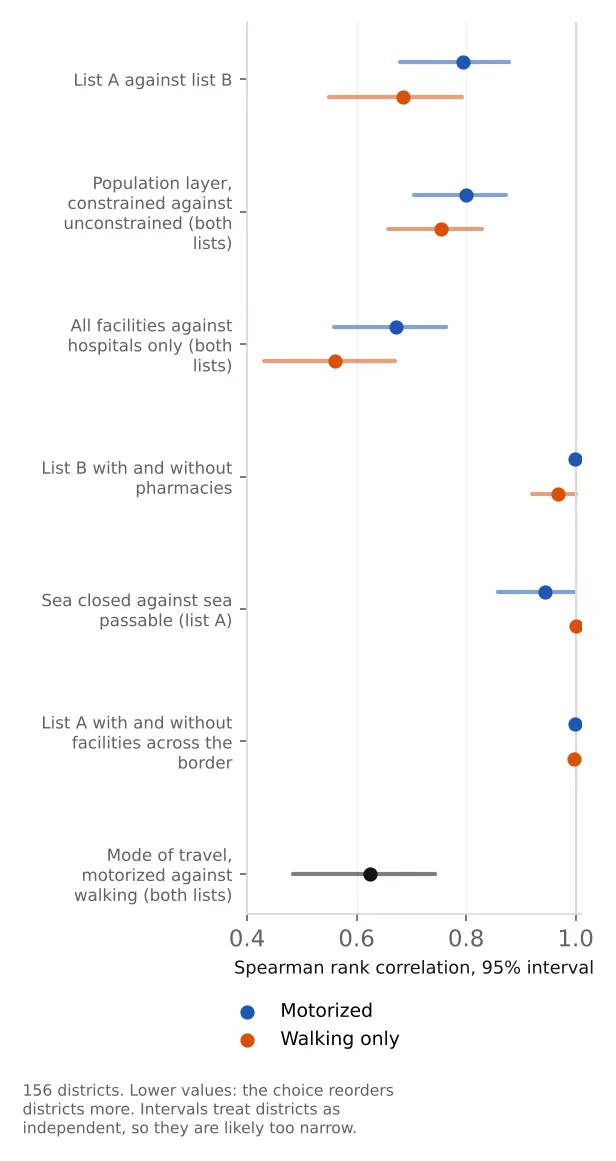 List A against list B
Population layer,
constrained against
unconstrained (both
lists)
All facilities against
hospitals only (both
lists)
List B with and without
pharmacies
Sea closed against sea
passable (list A)
List A with and without
facilities across the
border
Mode of travel,
motorized against
walking (both lists)
0.4 0.6 0.8 1.0
Spearman rank correlation, 95% interval
Motorized
Walking only
156 districts. Lower values: the choice reorders
districts more. Intervals treat districts as
independent, so they are likely too narrow.